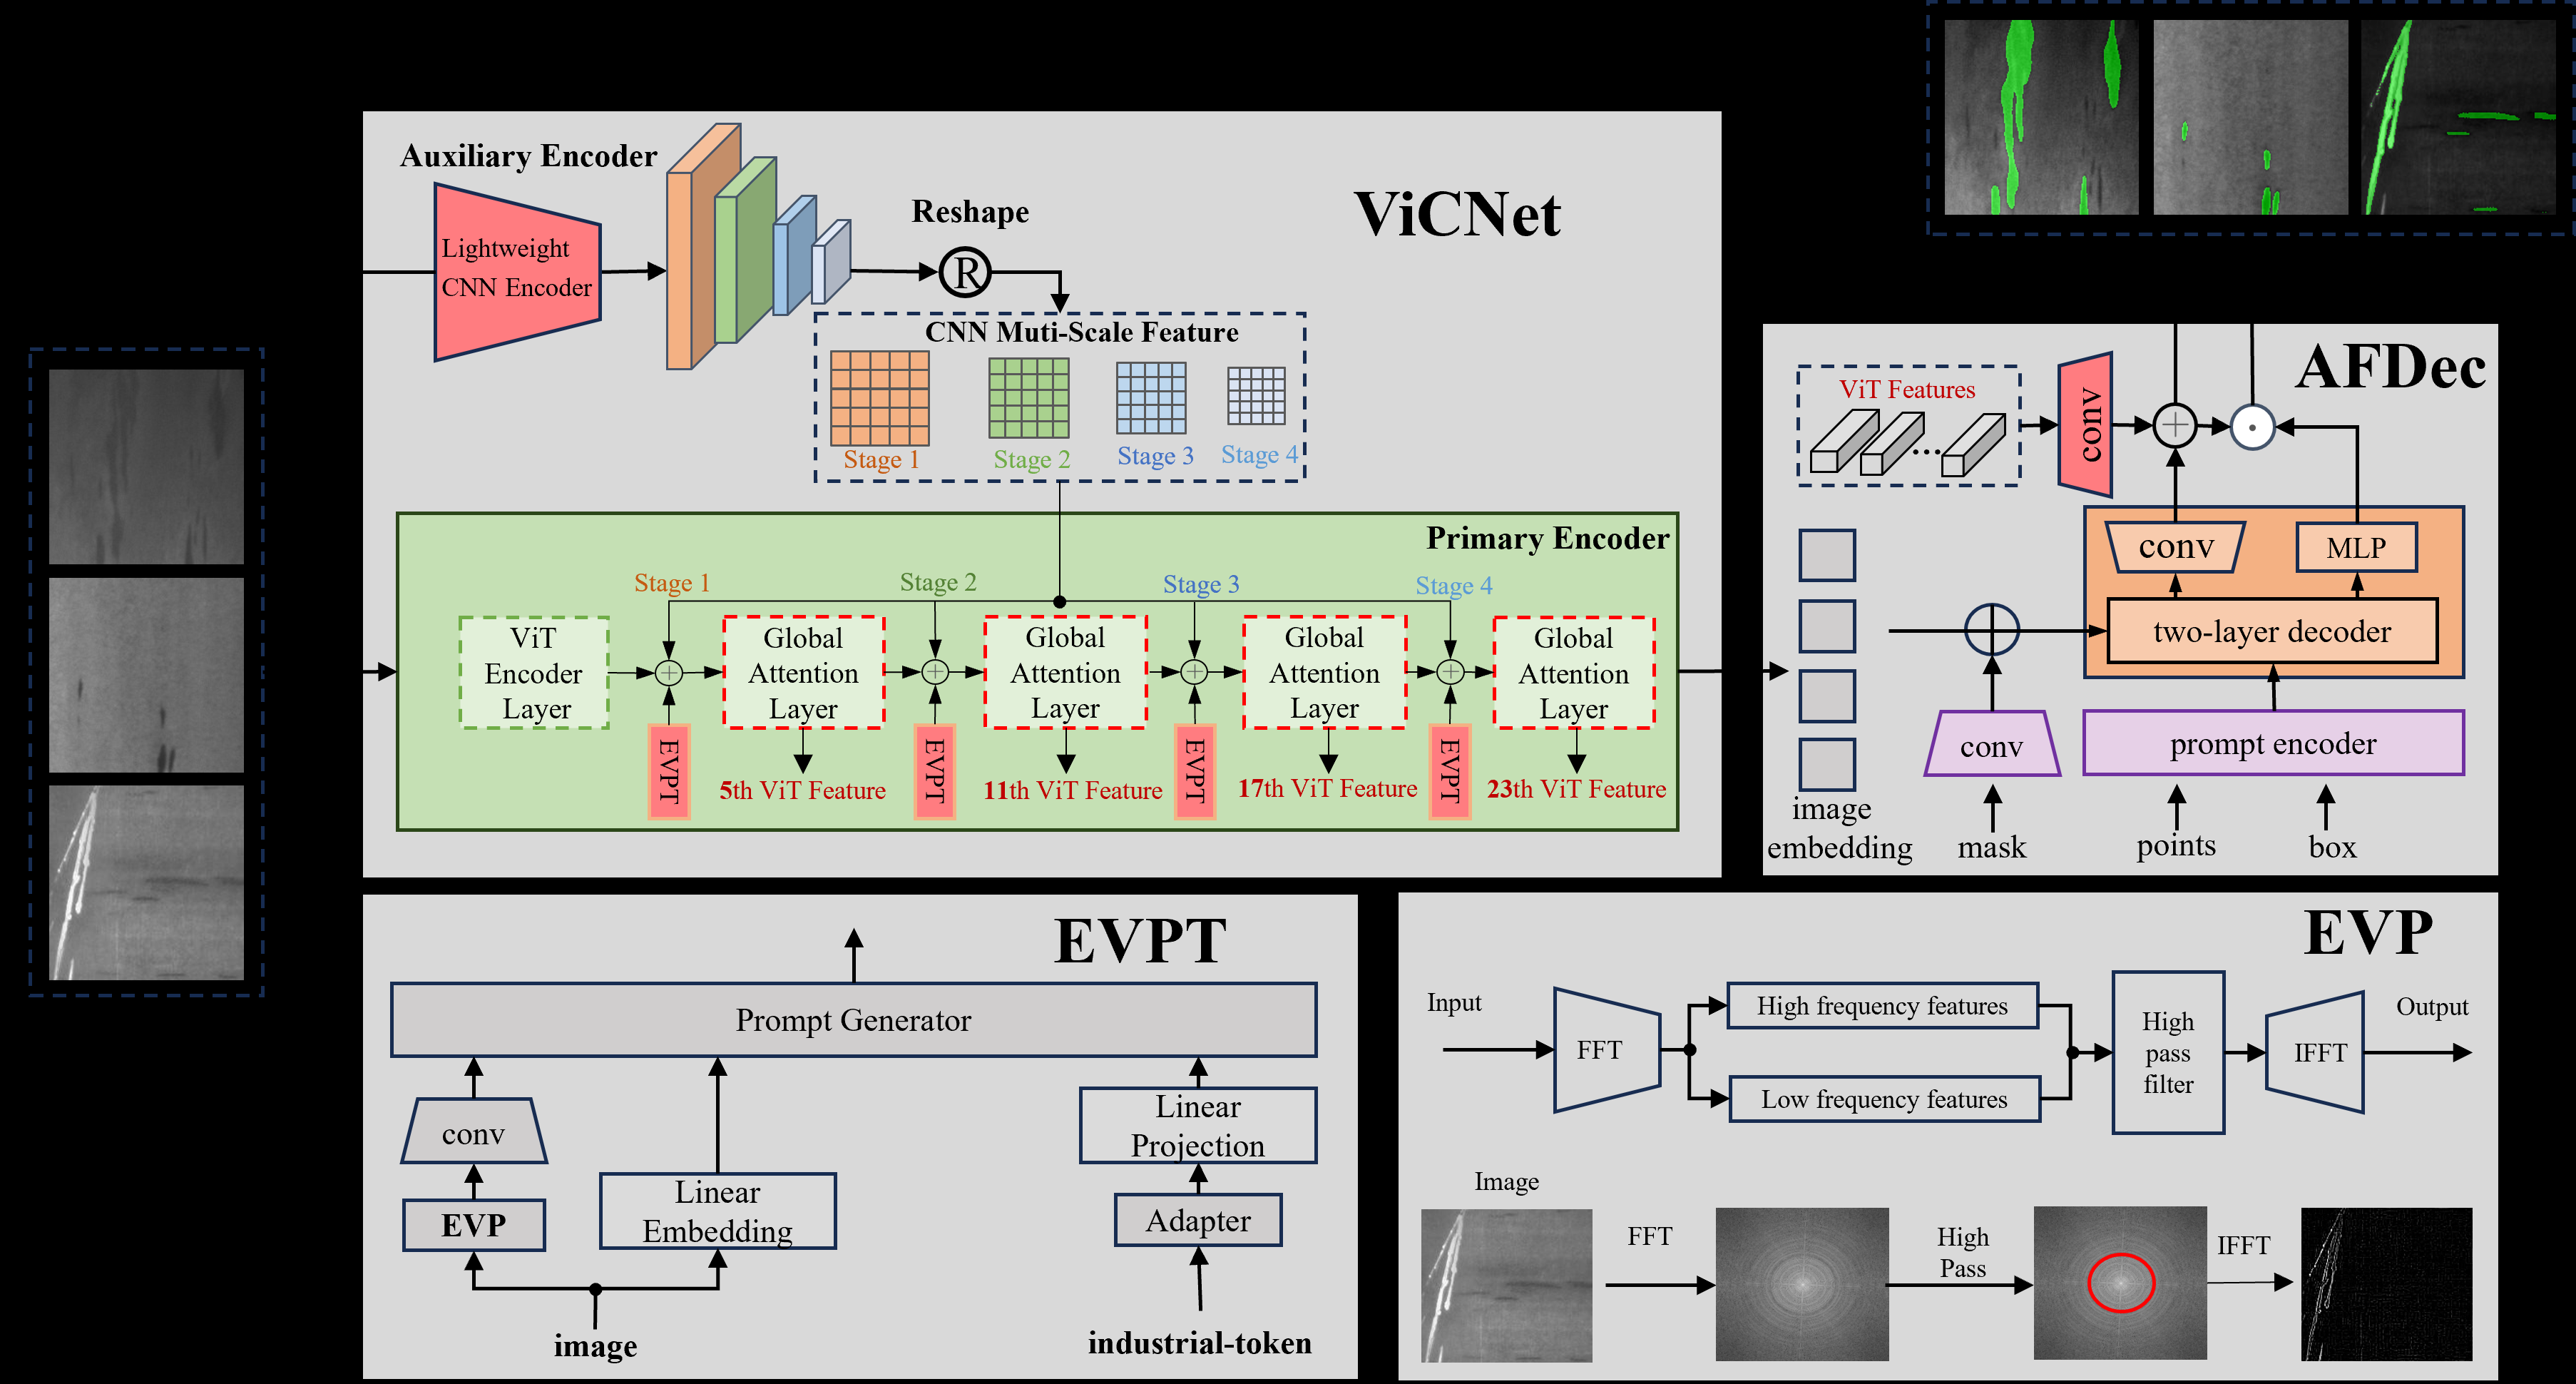 Auxiliary Encoder
Lightweight
CNN Encoder
Reshape
R
ViCNet
CNN Muti-Scale Feature
Stage 1
Stage 2
Stage 3
Stage 4
Primary Encoder
Stage 1
Stage 2
Stage 3
Stage 4
ViT
Encoder
Layer
Global
Attention
Layer
Global
Attention
Layer
Global
Attention
Layer
Global
Attention
Layer
EVPT
EVPT
EVPT
EVPT
5th ViT Feature
11th ViT Feature
17th ViT Feature
23th ViT Feature
AFDec
ViT Features
...
conv
conv
MLP
two-layer decoder
conv
prompt encoder
image
embedding
mask
points
box
EVPT
Prompt Generator
conv
EVP
Linear
Embedding
Linear
Projection
Adapter
image
industrial-token
EVP
Input
FFT
High frequency features
Low frequency features
High
pass
filter
IFFT
Output
Image
FFT
High
Pass
IFFT